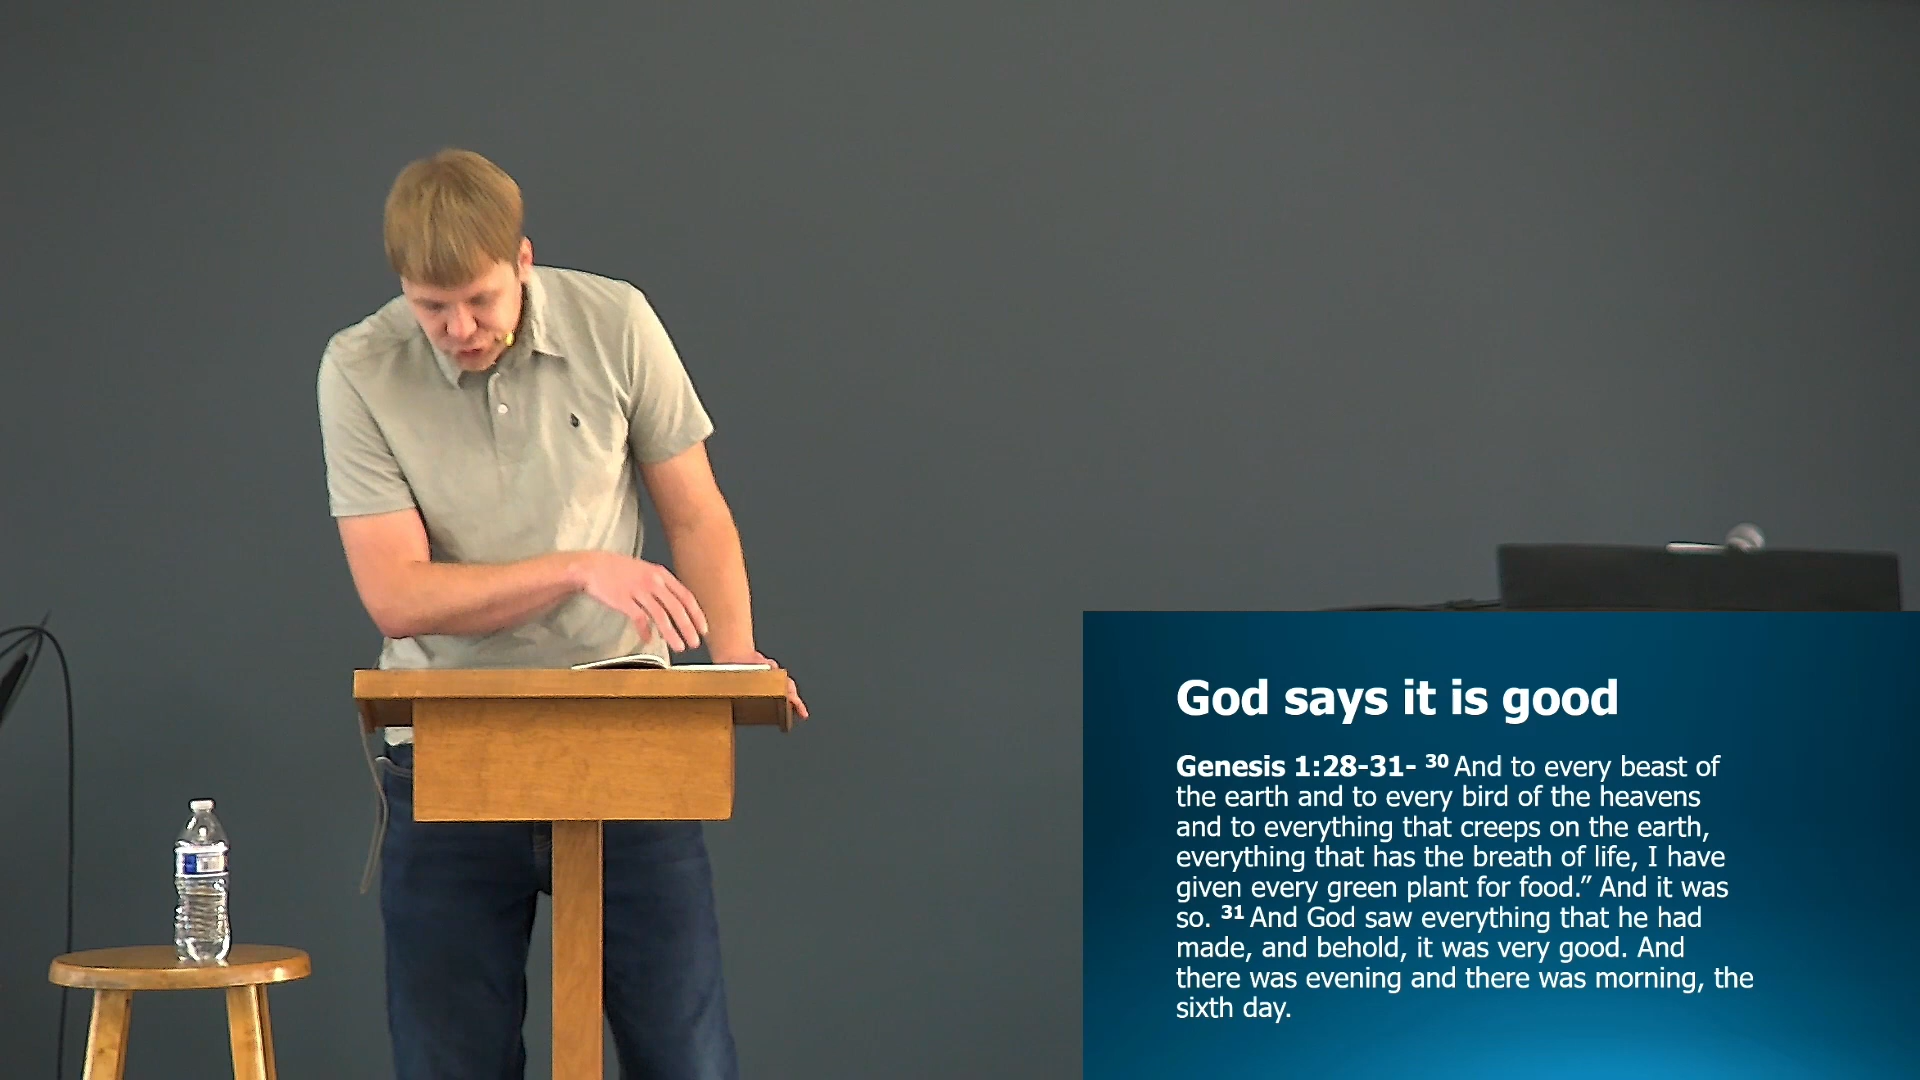 God says it is good
Genesis 1:28-31- 30 And to every beast of
the earth and to every bird of the heavens
and to everything that creeps on the earth,
everything that has the breath of life, I have
given every green plant for food.” And it was
so. 31 And God saw everything that he had
made, and behold, it was very good. And
there was evening and there was morning, the
sixth day.